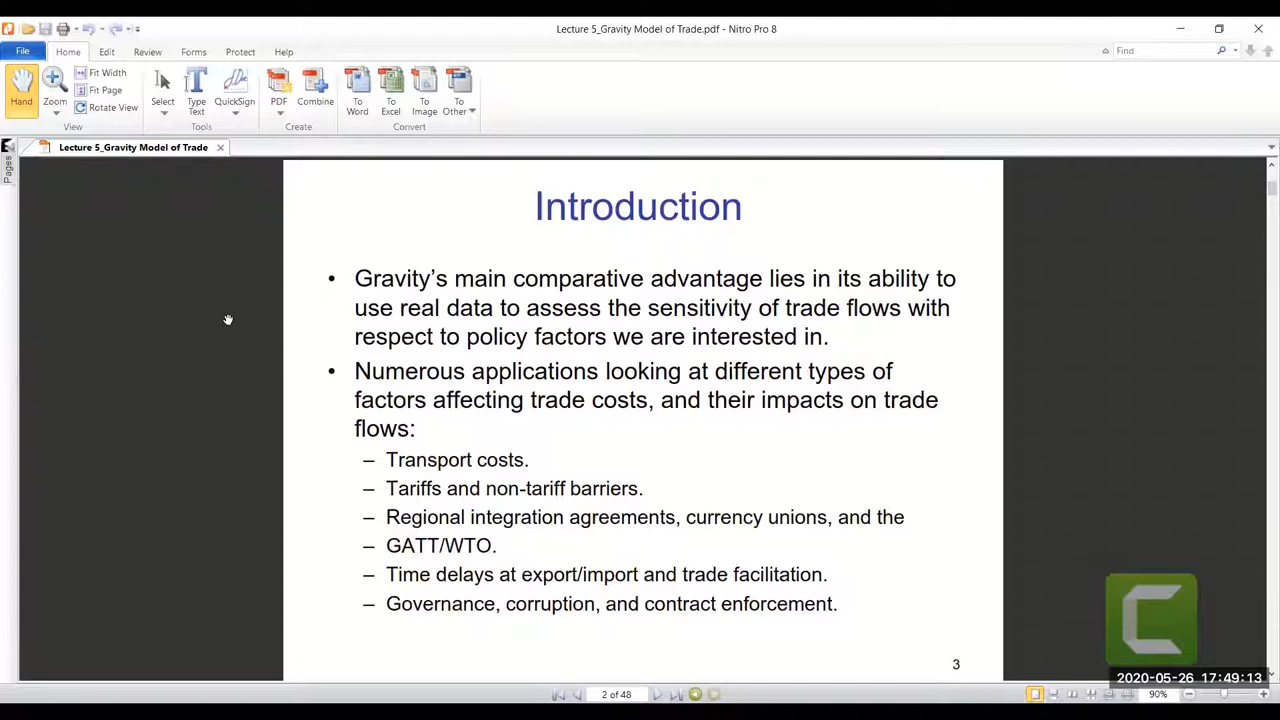 Lecture 5_Gravity Model of Trade.pdf - Nitro Pro 8
File Home Edit Review Forms Protect Help
Find
Hand
Zoom
Fit Width
Fit Page
Rotate View
View
Select
Type Text
QuickSign
Tools
PDF
Combine
Create
To Word
To Excel
To Image
To Other
Convert
Pages
Lecture 5_Gravity Model of Trade
Introduction
• Gravity's main comparative advantage lies in its ability to
use real data to assess the sensitivity of trade flows with
respect to policy factors we are interested in.
• Numerous applications looking at different types of
factors affecting trade costs, and their impacts on trade
flows:
– Transport costs.
– Tariffs and non-tariff barriers.
– Regional integration agreements, currency unions, and the
– GATT/WTO.
– Time delays at export/import and trade facilitation.
– Governance, corruption, and contract enforcement.
3
2020-05-26 17:49:13
2 of 48
90%